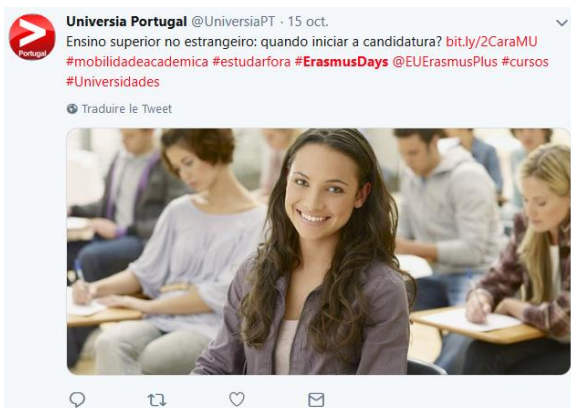 Universia Portugal @UniversiaPT · 15 oct.
Ensino superior no estrangeiro: quando iniciar a candidatura? bit.ly/2CaraMU
#mobilidadeacademica #estudarfora #ErasmusDays @EUErasmusPlus #cursos
#Universidades
Portugal
Traduire le Tweet